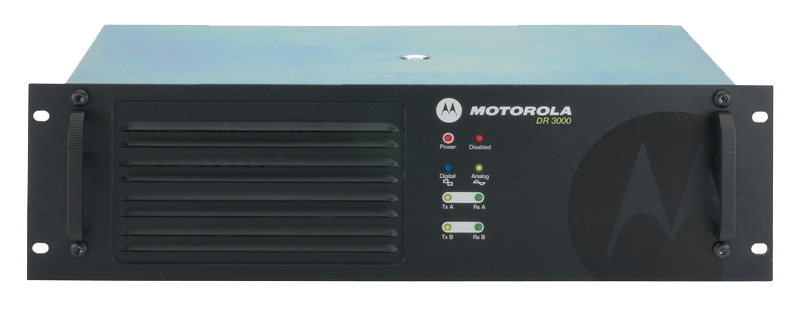 MOTOROLA
DR 3000
Power Disabled
Digital Analog
Tx A Rx A
Tx B Rx B